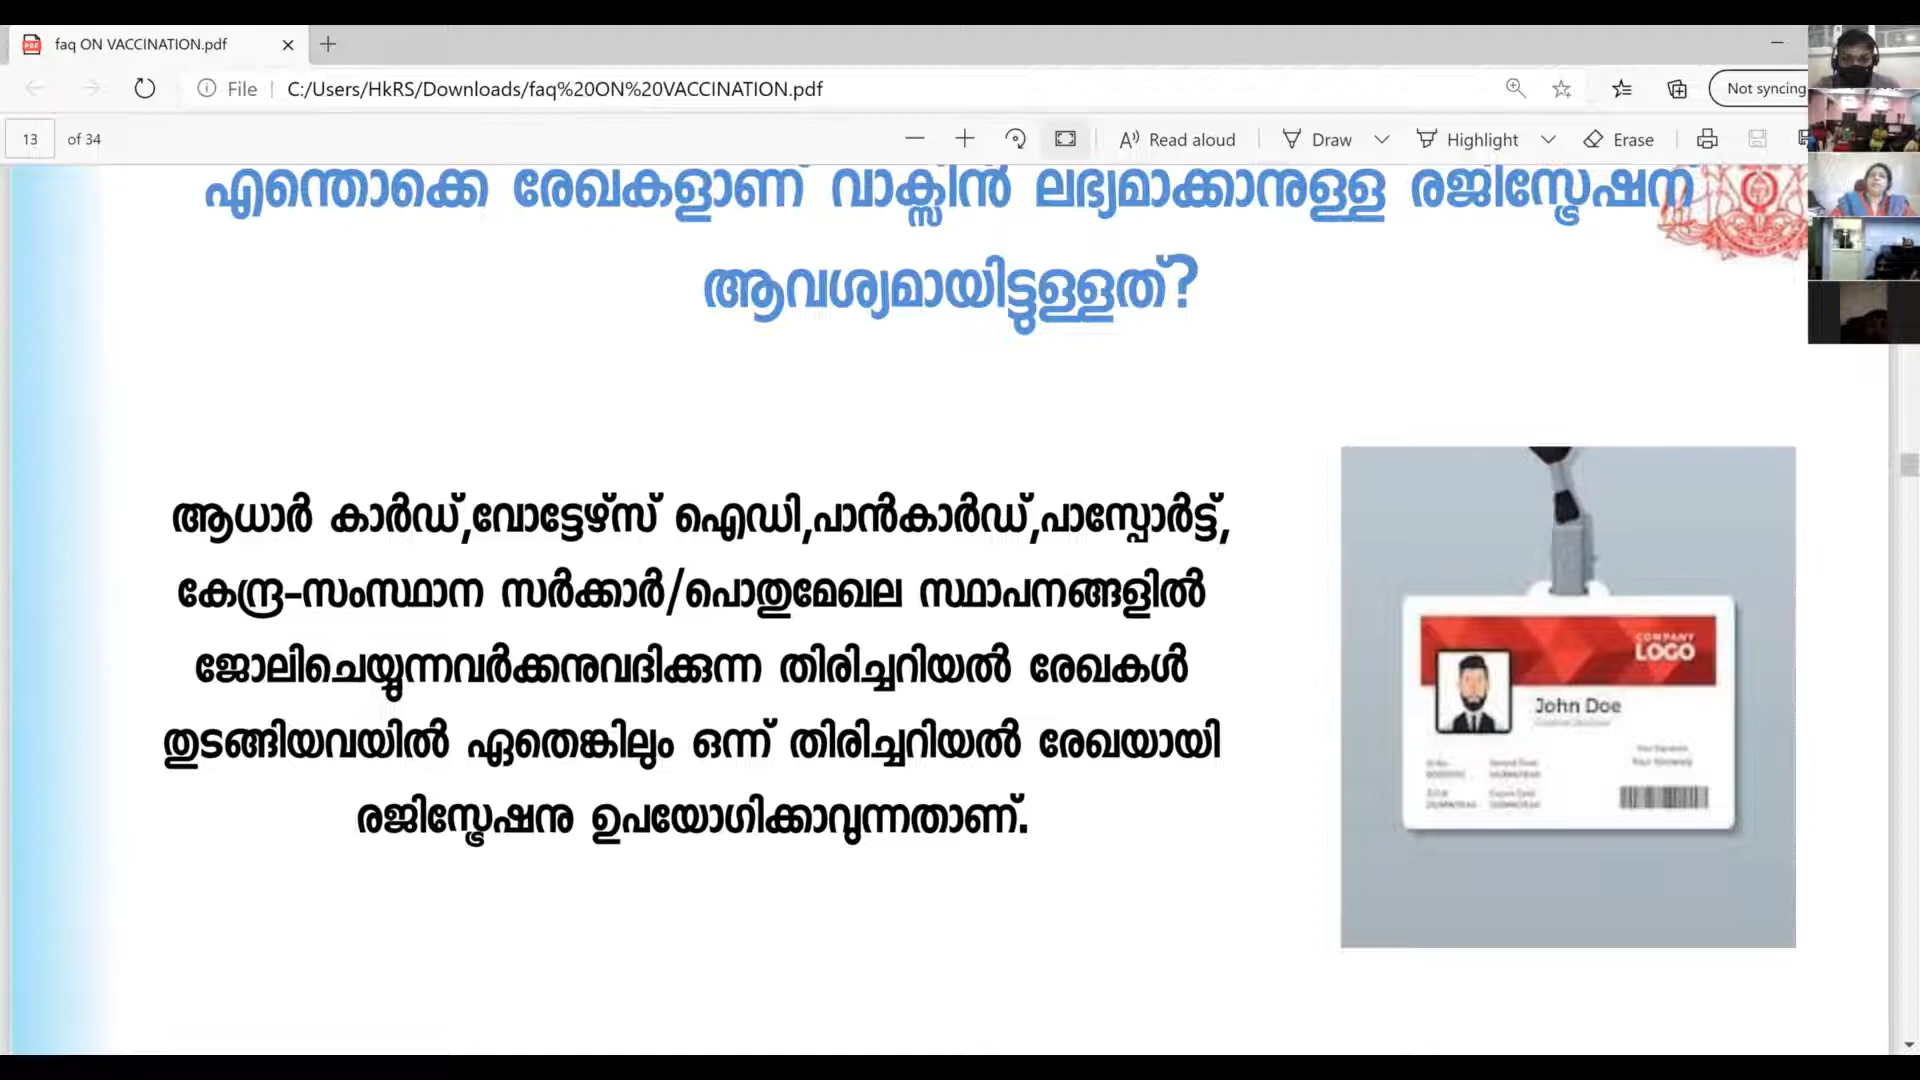 faq ON VACCINATION.pdf
File
C:/Users/HkRS/Downloads/faq%20ON%20VACCINATION.pdf
Not syncing
13 of 34
Read aloud
Draw
Highlight
Erase
എന്തൊക്കെ രേഖകളാണ് വാക്സിൻ ലഭ്യമാക്കാനുള്ള രജിസ്ട്രേഷന്
ആവശ്യമായിട്ടുള്ളത്?
ആധാർ കാർഡ്,വോട്ടേഴ്സ് ഐഡി,പാൻകാർഡ്,പാസ്പോർട്ട്,
കേന്ദ്ര-സംസ്ഥാന സർക്കാർ/പൊതുമേഖല സ്ഥാപനങ്ങളിൽ
ജോലിചെയ്യുന്നവർക്കനുവദിക്കുന്ന തിരിച്ചറിയൽ രേഖകൾ
തുടങ്ങിയവയിൽ ഏതെങ്കിലും ഒന്ന് തിരിച്ചറിയൽ രേഖയായി
രജിസ്ട്രേഷനു ഉപയോഗിക്കാവുന്നതാണ്.
COMPANY
LOGO
John Doe